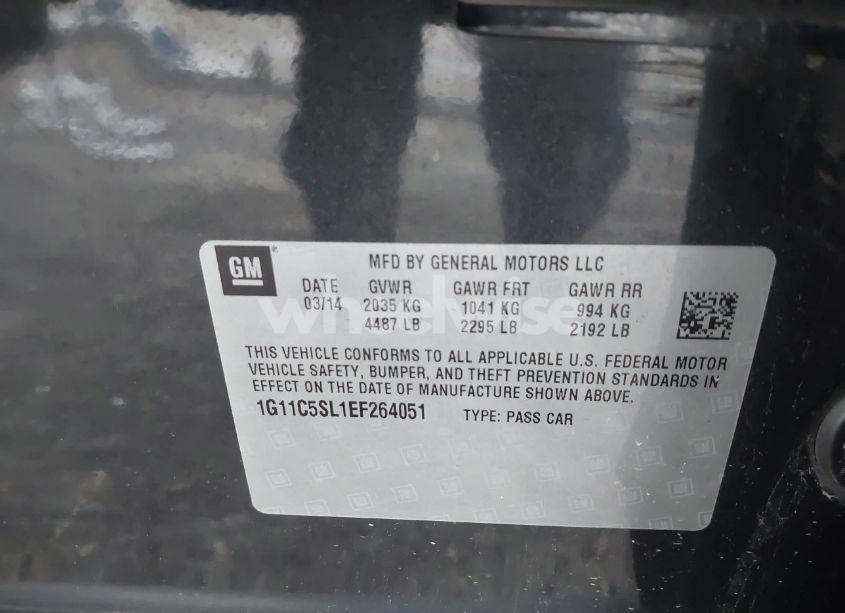 GM ®
MFD BY GENERAL MOTORS LLC
DATE GVWR GAWR FRT GAWR RR
03/14 2035 KG 1041 KG 994 KG
4487 LB 2295 LB 2192 LB
wheelwise
THIS VEHICLE CONFORMS TO ALL APPLICABLE U.S. FEDERAL MOTOR
VEHICLE SAFETY, BUMPER, AND THEFT PREVENTION STANDARDS IN
EFFECT ON THE DATE OF MANUFACTURE SHOWN ABOVE.
1G11C5SL1EF264051 TYPE: PASS CAR